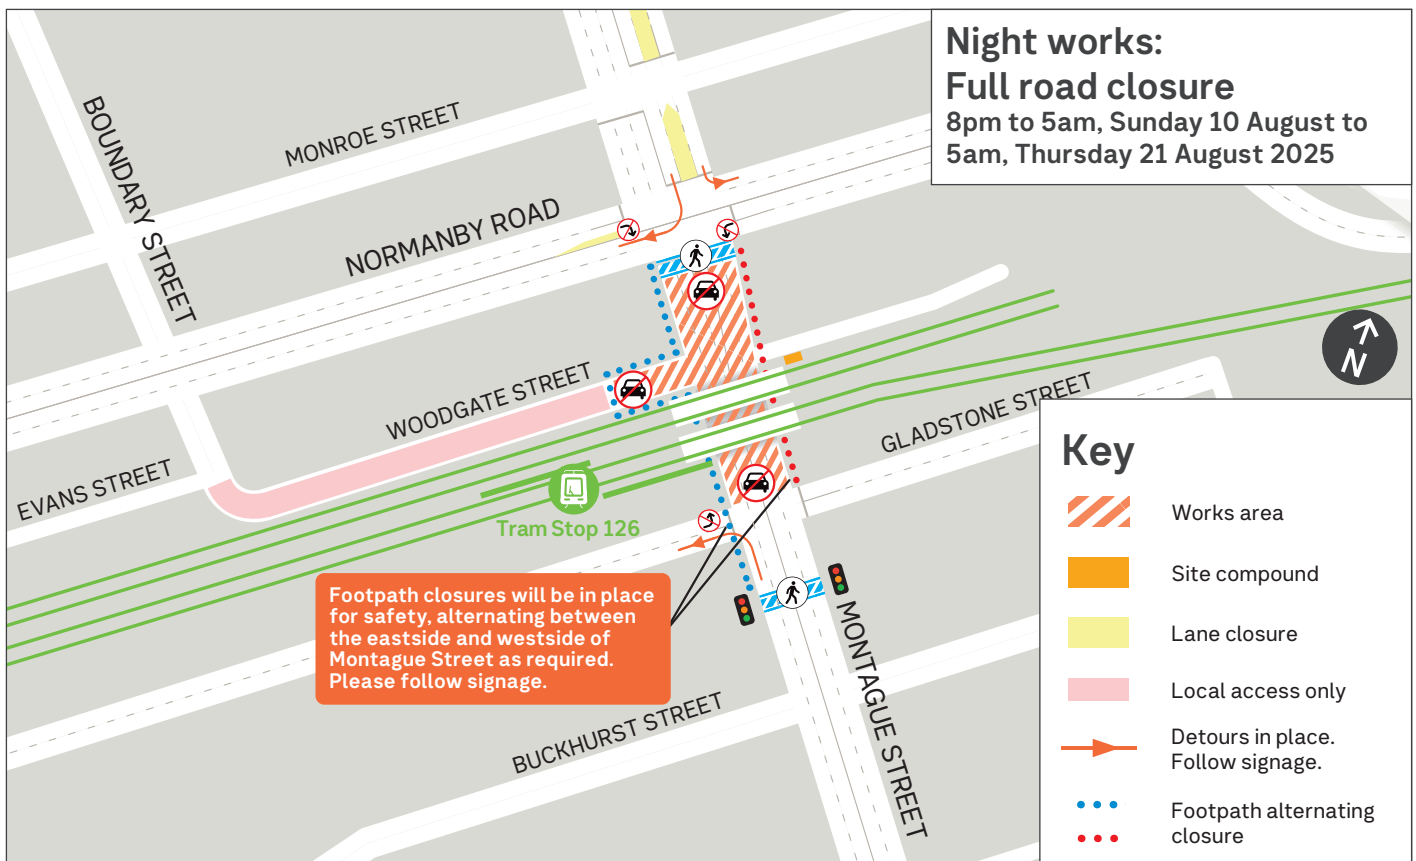 Night works:
Full road closure
8pm to 5am, Sunday 10 August to
5am, Thursday 21 August 2025
BOUNDARY STREET
MONROE STREET
NORMANBY ROAD
WOODGATE STREET
EVANS STREET
GLADSTONE STREET
N
Tram Stop 126
Footpath closures will be in place
for safety, alternating between
the eastside and westside of
Montague Street as required.
Please follow signage.
MONTAGUE STREET
BUCKHURST STREET
Key
Works area
Site compound
Lane closure
Local access only
Detours in place.
Follow signage.
Footpath alternating
closure